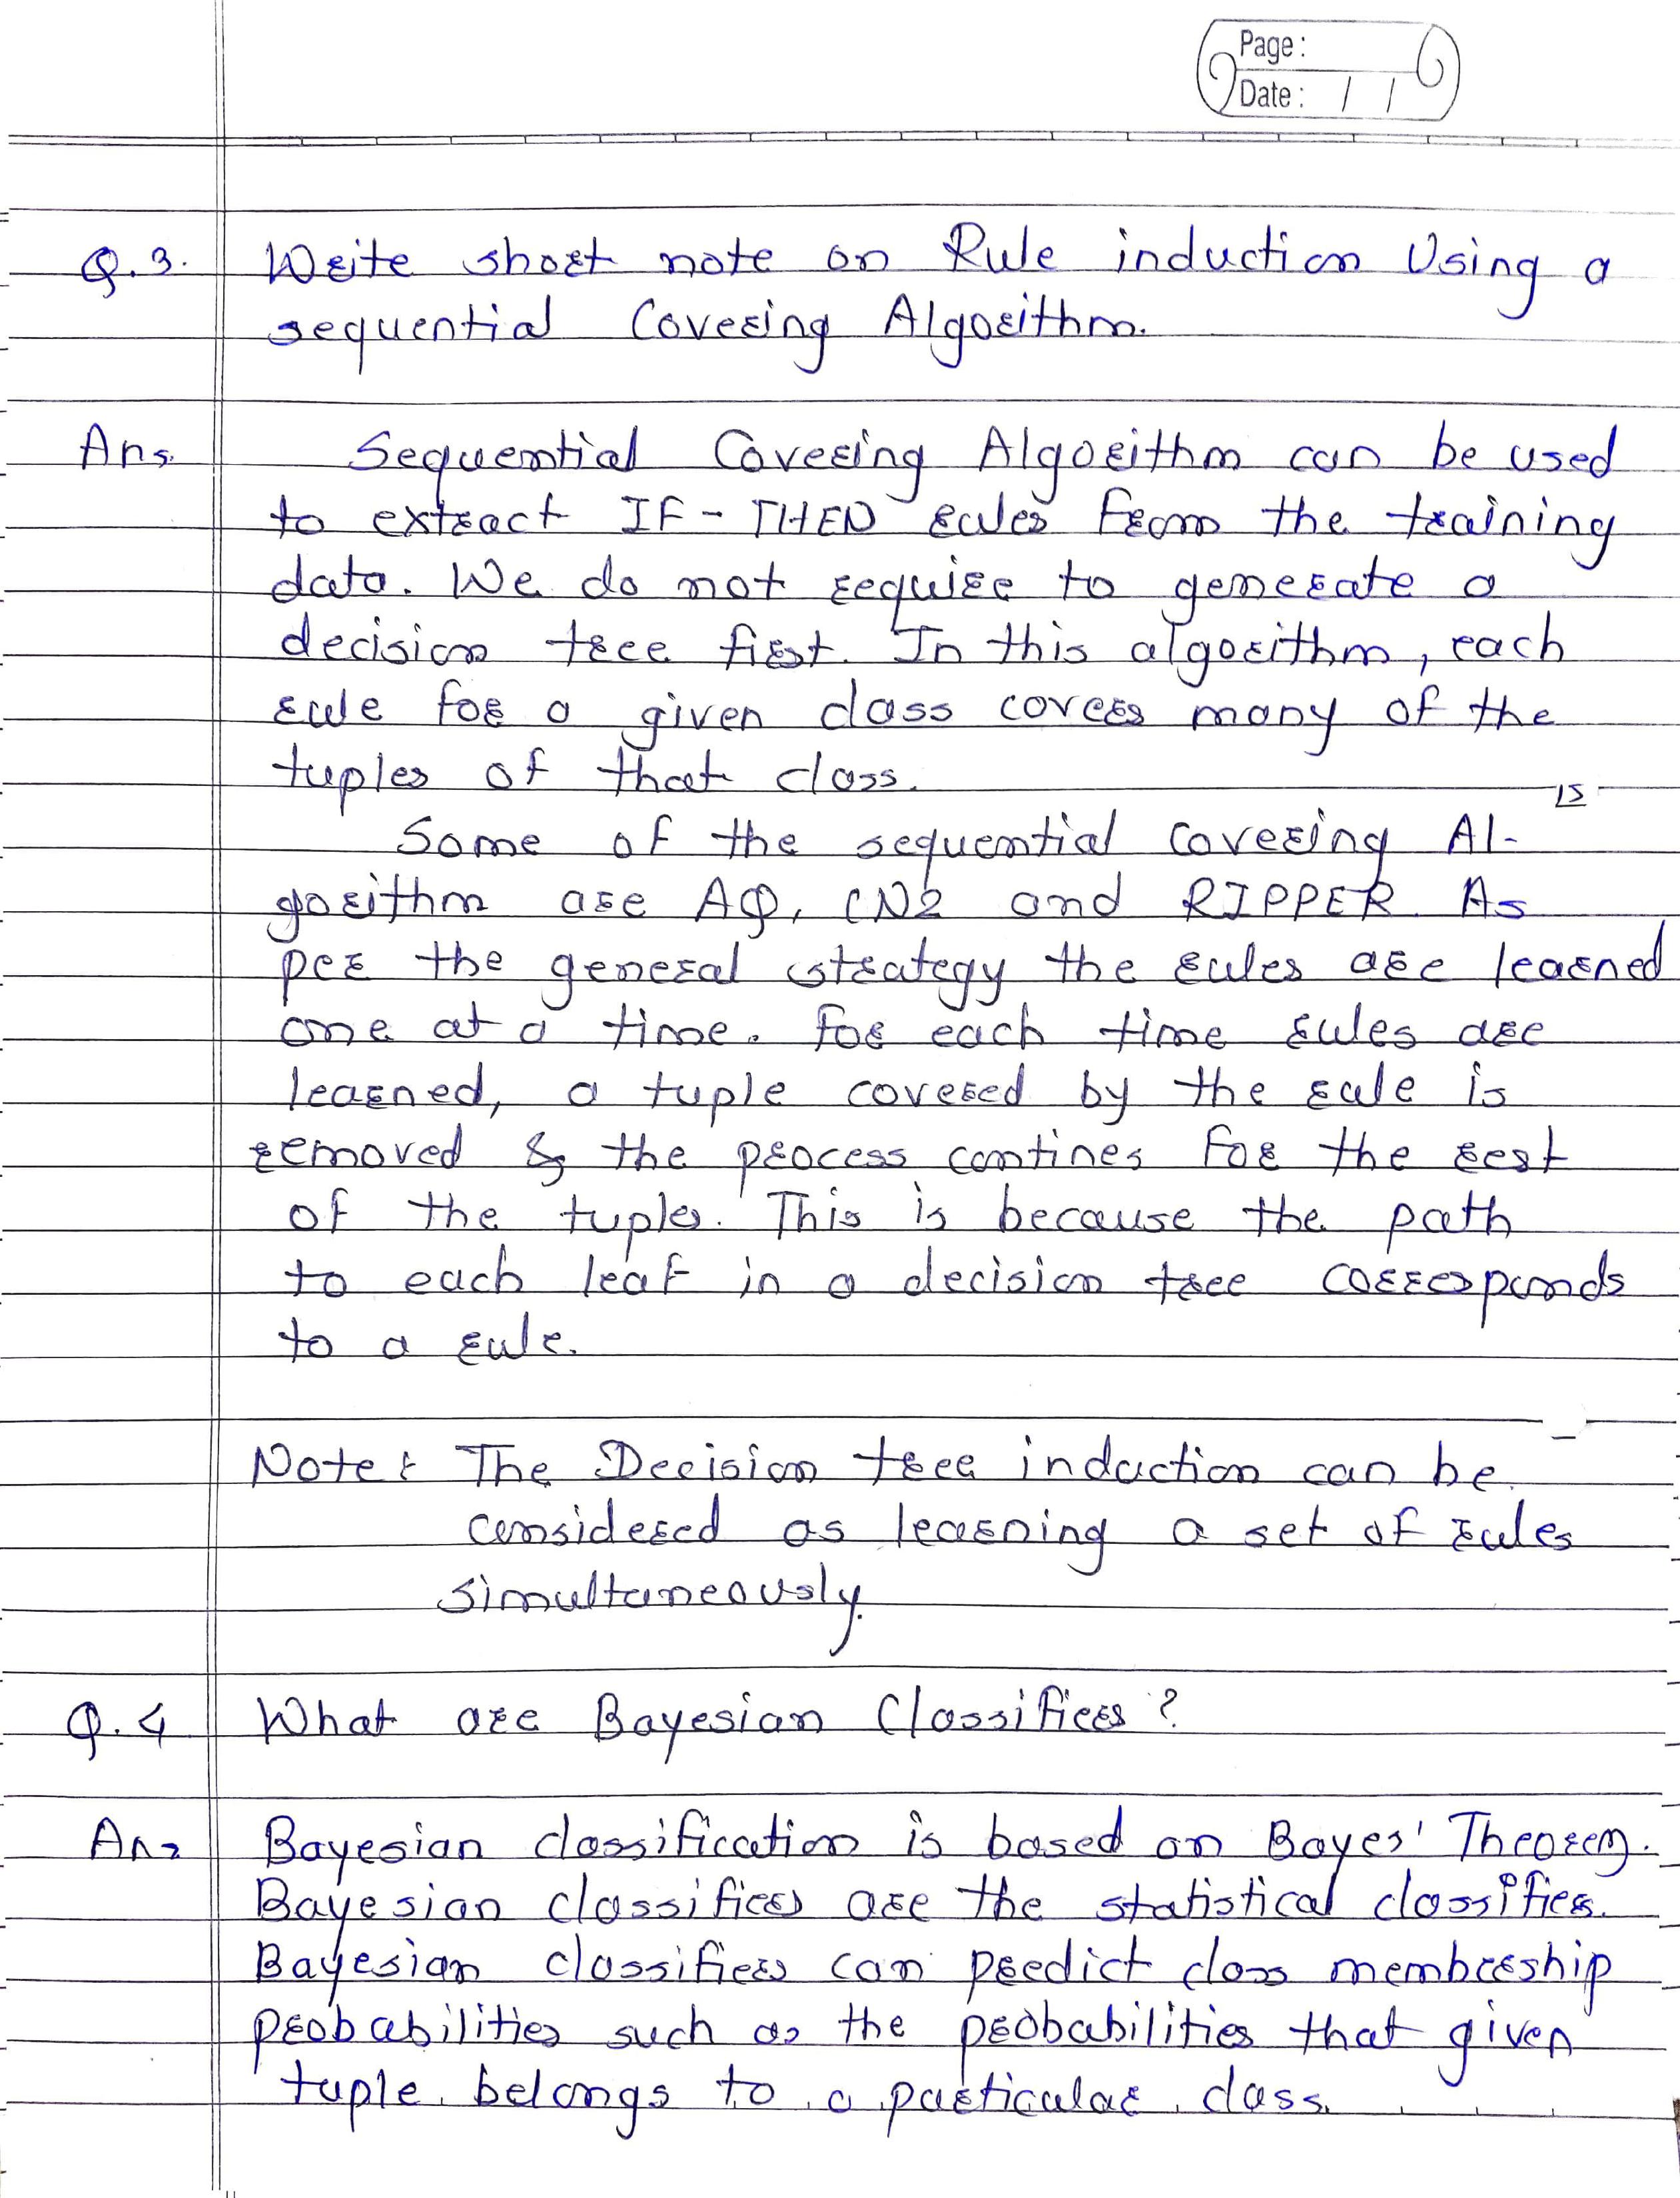 Page:
Date: / /
Q.3. Write short note on Rule induction Using a
sequential Covering Algorithm.
Ans. Sequential Covering Algorithm can be used
to extract IF-THEN rules from the training
data. We do not require to generate a
decision tree first. In this algorithm, each
rule for a given class covers many of the
tuples of that class.
Some of the sequential covering Al-
gorithm are AQ, CN2 and RIPPER. As
per the general strategy the rules are learned
one at a time. For each time rules are
learned, a tuple covered by the rule is
removed & the process contines for the rest
of the tuples. This is because the path
to each leaf in a decision tree corresponds
to a rule.
Note: The Decision tree induction can be
considered as learning a set of rules
simultaneously.
Q.4 What are Bayesian Classifiers?
Ans Bayesian classification is based on Bayes' Theorem.
Bayesian classifiers are the statistical classifiers.
Bayesian classifiers can predict class membership
probabilities such as the probabilities that given
tuple belongs to a particular class.